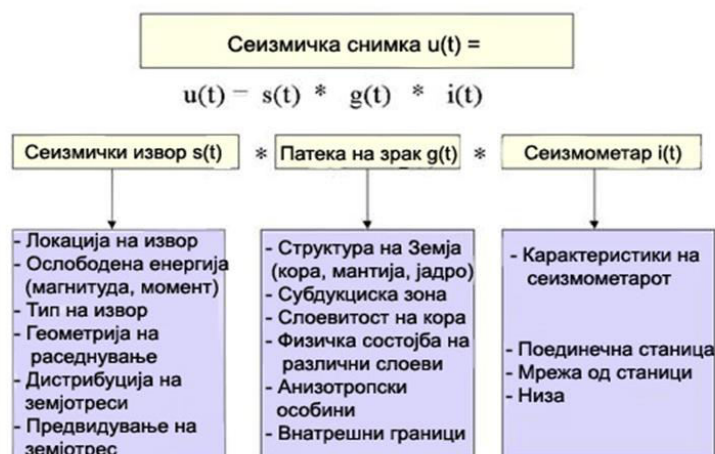 Сеизмичка снимка u(t) =
u(t) = s(t) * g(t) * i(t)
Сеизмички извор s(t) * Патека на зрак g(t) * Сеизмометар i(t)
- Локација на извор
- Ослободена енергија
(магнитуда, момент)
- Тип на извор
- Геометрија на
раседнување
- Дистрибуција на
земјотреси
- Предвидување на
земјотрес
- Структура на Земја
(кора, мантија, јадро)
- Субдукциска зона
- Слоевитост на кора
- Физичка состојба на
различни слоеви
- Анизотропски
особини
- Внатрешни граници
- Карактеристики на
сеизмометарот
- Поединечна станица
- Мрежа од станици
- Низа